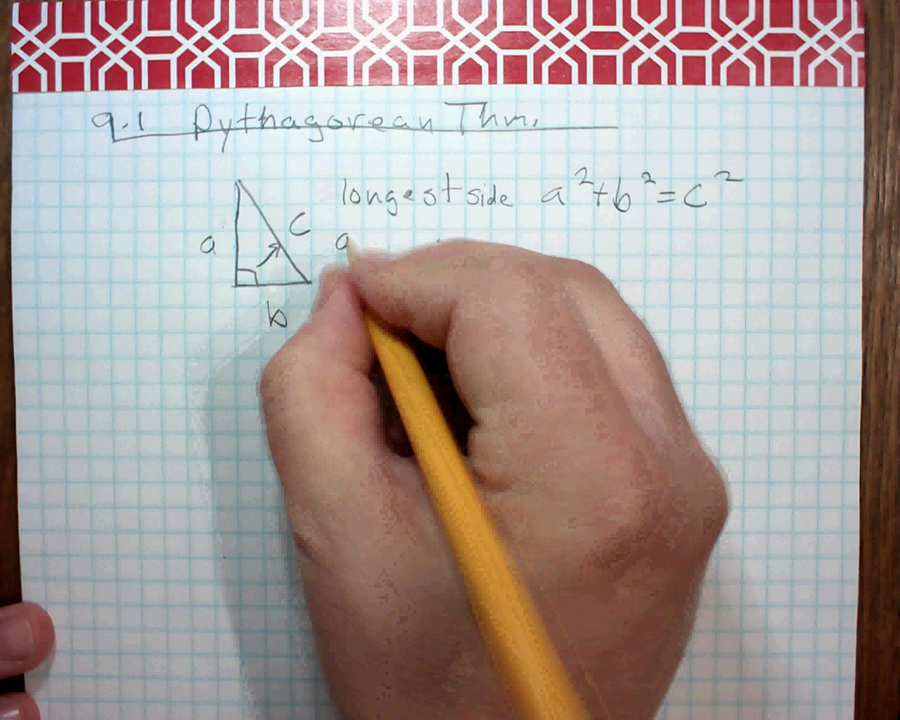 9.1 Pythagorean Thm.
longest side a²+b²=c²
a c a
b